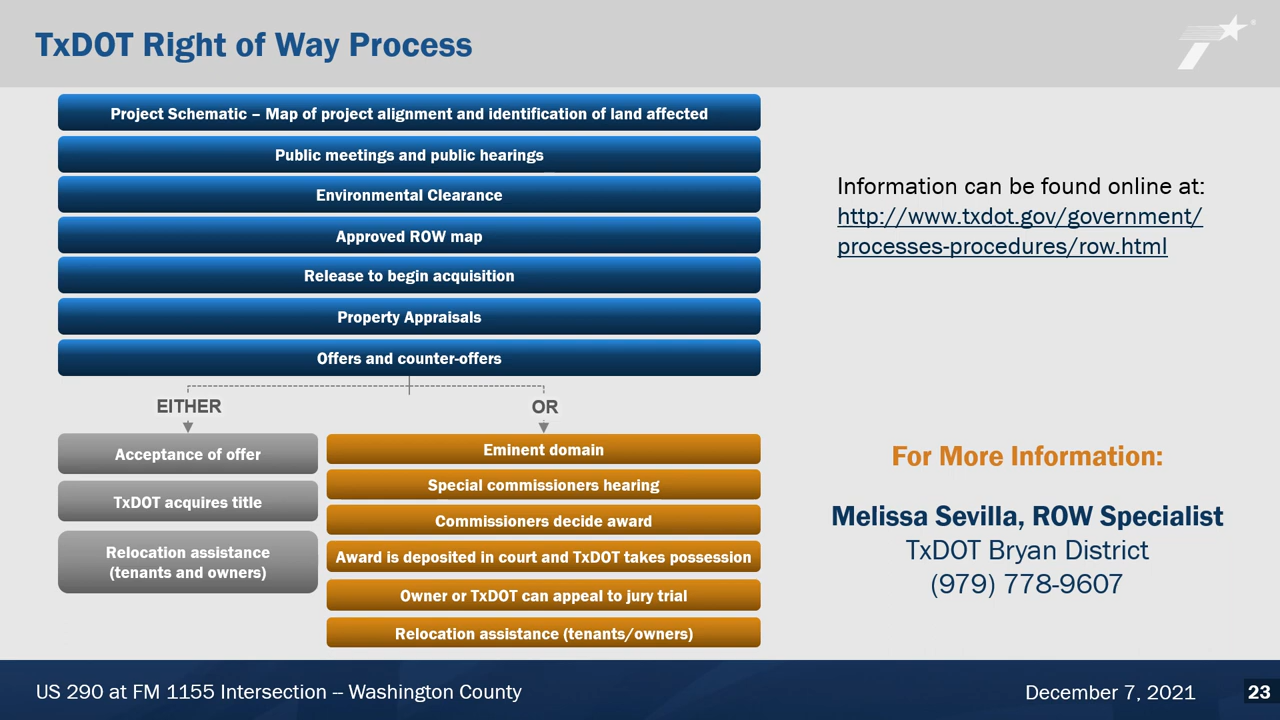 TxDOT Right of Way Process
Project Schematic – Map of project alignment and identification of land affected
Public meetings and public hearings
Environmental Clearance
Approved ROW map
Release to begin acquisition
Property Appraisals
Offers and counter-offers
EITHER
OR
Acceptance of offer
TxDOT acquires title
Relocation assistance
(tenants and owners)
Eminent domain
Special commissioners hearing
Commissioners decide award
Award is deposited in court and TxDOT takes possession
Owner or TxDOT can appeal to jury trial
Relocation assistance (tenants/owners)
Information can be found online at:
http://www.txdot.gov/government/
processes-procedures/row.html
For More Information:
Melissa Sevilla, ROW Specialist
TxDOT Bryan District
(979) 778-9607
US 290 at FM 1155 Intersection -- Washington County
December 7, 2021
23